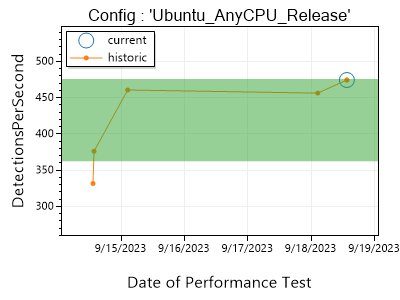 Config : 'Ubuntu_AnyCPU_Release'
current
historic
DetectionsPerSecond
500
450
400
350
300
9/15/2023 9/16/2023 9/17/2023 9/18/2023 9/19/2023
Date of Performance Test